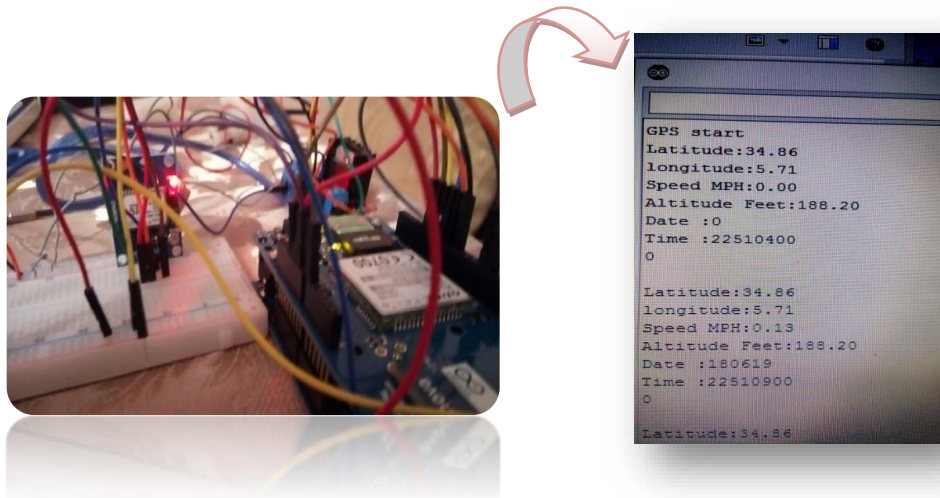 GPS start
Latitude:34.86
longitude:5.71
Speed MPH:0.00
Altitude Feet:188.20
Date :0
Time :22510400
0
Latitude:34.86
longitude:5.71
Speed MPH:0.13
Altitude Feet:188.20
Date :180619
Time :22510900
0
Latitude:34.86